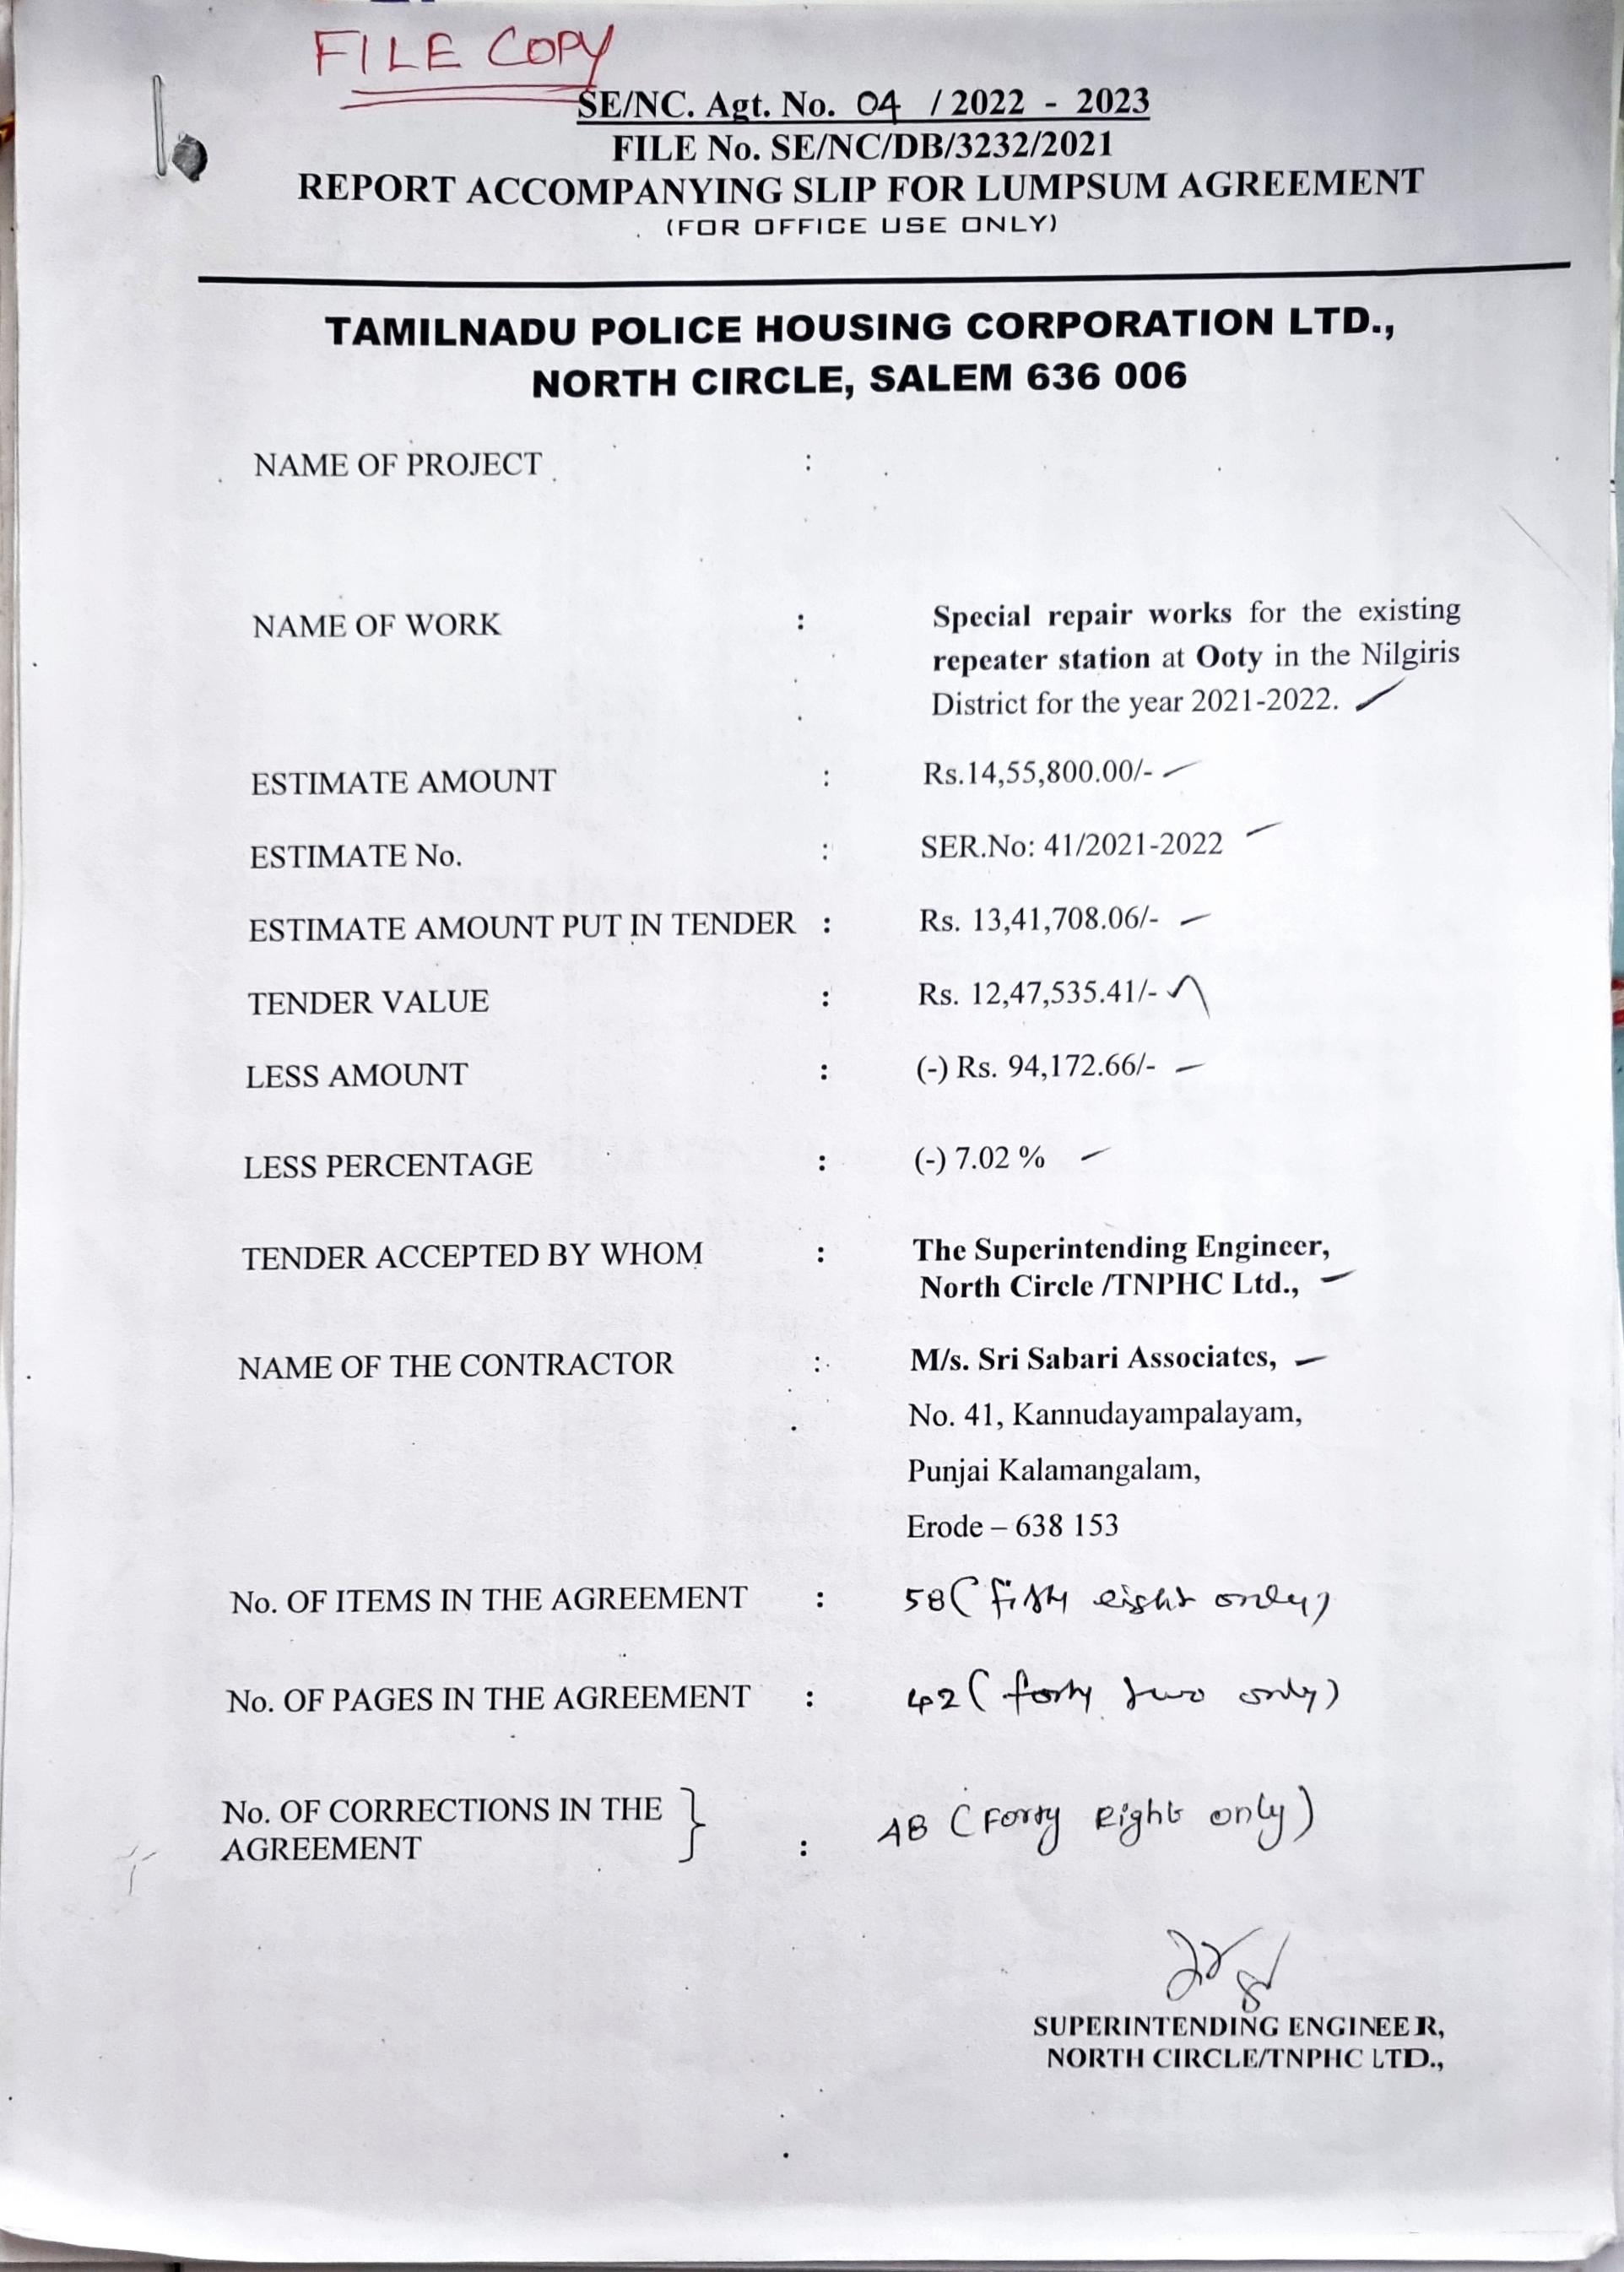 FILE COPY
SE/NC. Agt. No. 04 / 2022 - 2023
FILE No. SE/NC/DB/3232/2021
REPORT ACCOMPANYING SLIP FOR LUMPSUM AGREEMENT
(FOR OFFICE USE ONLY)
TAMILNADU POLICE HOUSING CORPORATION LTD.,
NORTH CIRCLE, SALEM 636 006
NAME OF PROJECT :
NAME OF WORK : Special repair works for the existing
repeater station at Ooty in the Nilgiris
District for the year 2021-2022.
ESTIMATE AMOUNT : Rs.14,55,800.00/-
ESTIMATE No. : SER.No: 41/2021-2022
ESTIMATE AMOUNT PUT IN TENDER : Rs. 13,41,708.06/-
TENDER VALUE : Rs. 12,47,535.41/-
LESS AMOUNT : (-) Rs. 94,172.66/-
LESS PERCENTAGE : (-) 7.02 %
TENDER ACCEPTED BY WHOM : The Superintending Engineer,
North Circle /TNPHC Ltd.,
NAME OF THE CONTRACTOR : M/s. Sri Sabari Associates,
No. 41, Kannudayampalayam,
Punjai Kalamangalam,
Erode – 638 153
No. OF ITEMS IN THE AGREEMENT : 58 (fifty eight only)
No. OF PAGES IN THE AGREEMENT : 42 (forty two only)
No. OF CORRECTIONS IN THE
AGREEMENT : 48 (Forty Eight only)
SUPERINTENDING ENGINEER,
NORTH CIRCLE/TNPHC LTD.,